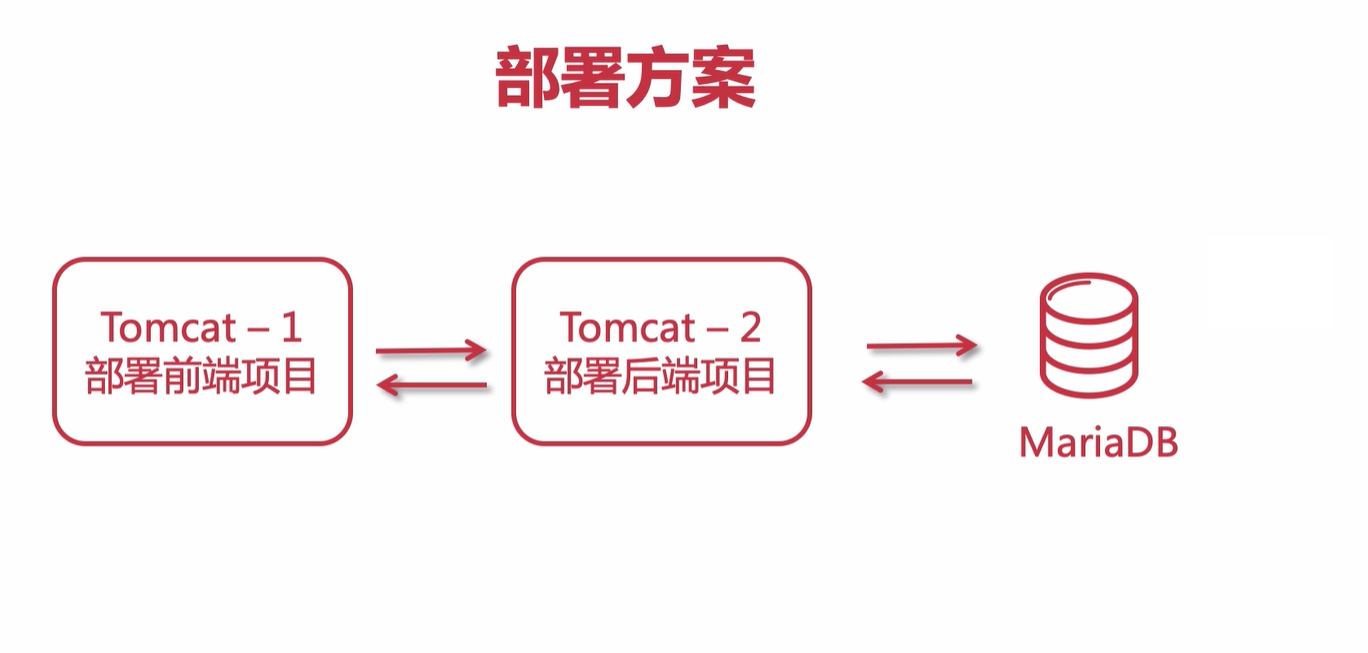 部署方案
Tomcat – 1
部署前端项目
Tomcat – 2
部署后端项目
MariaDB